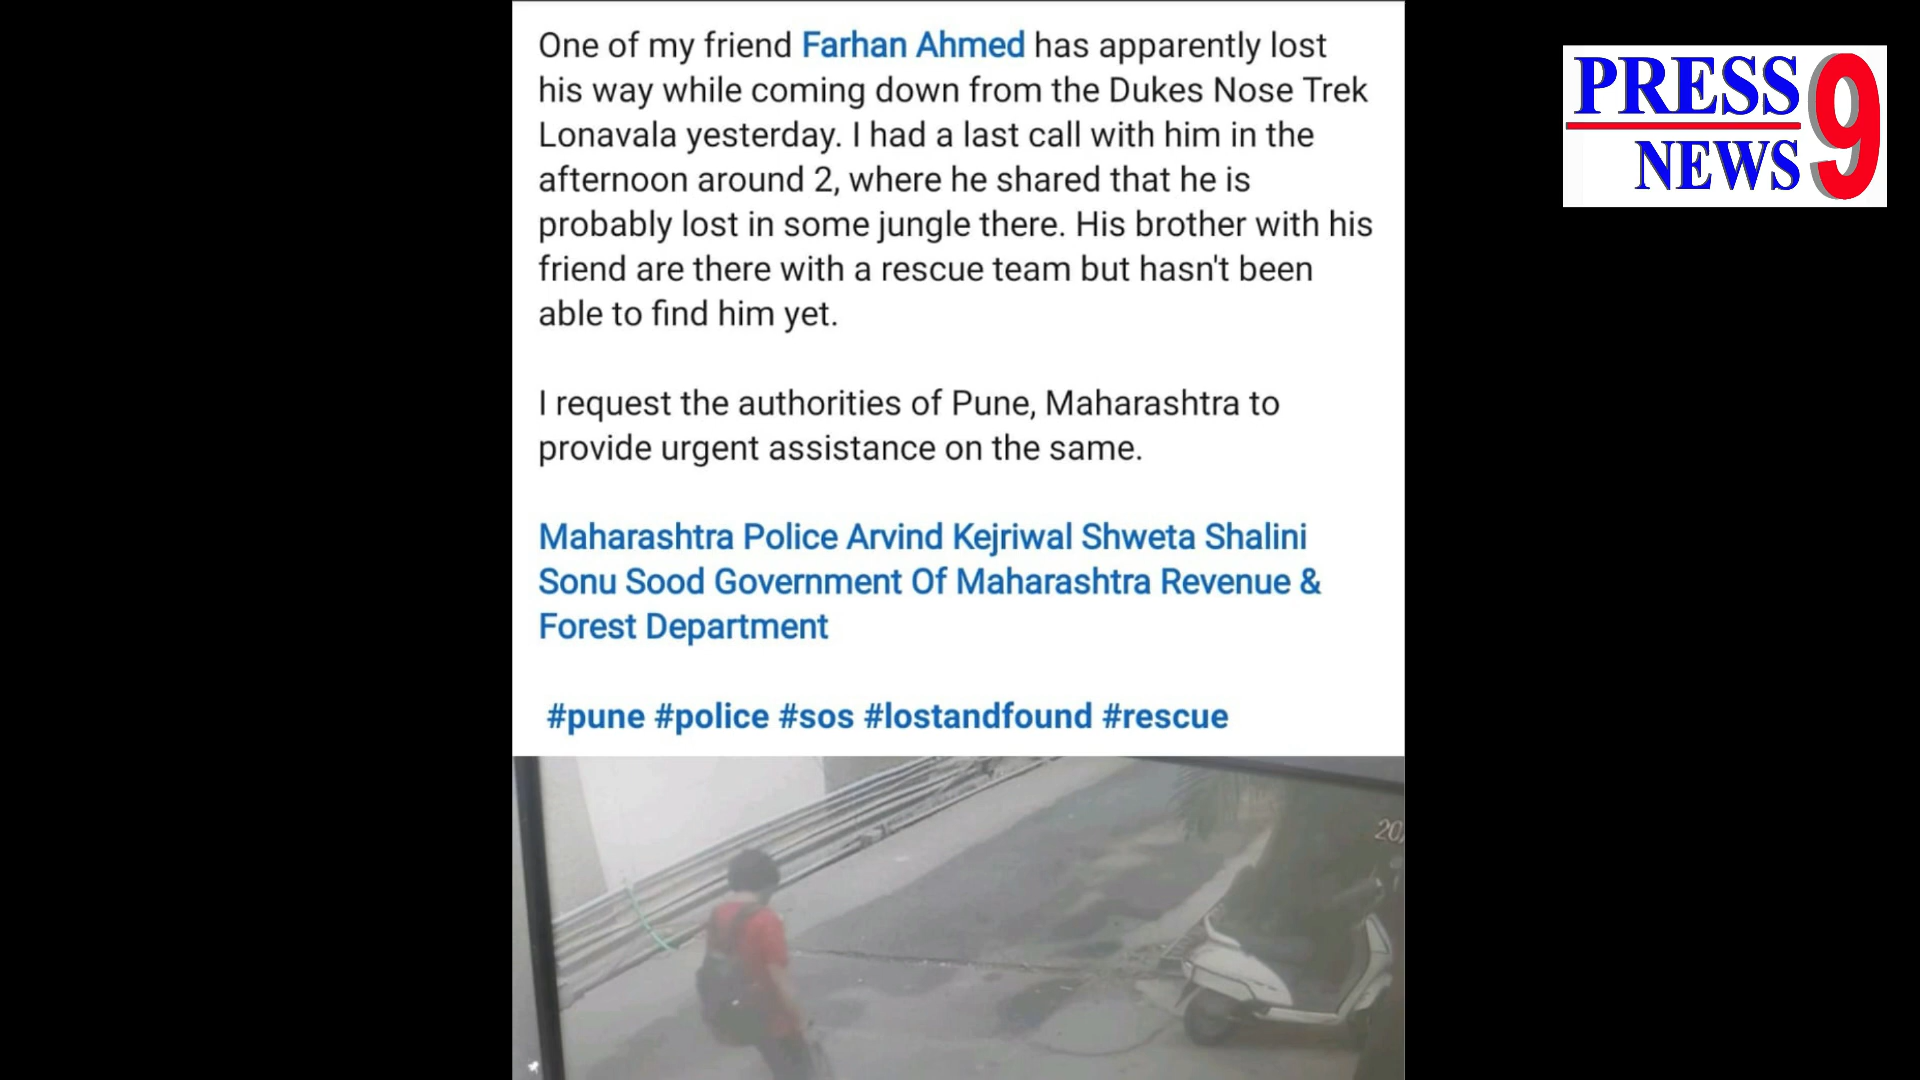 One of my friend Farhan Ahmed has apparently lost
his way while coming down from the Dukes Nose Trek
Lonavala yesterday. I had a last call with him in the
afternoon around 2, where he shared that he is
probably lost in some jungle there. His brother with his
friend are there with a rescue team but hasn't been
able to find him yet.
I request the authorities of Pune, Maharashtra to
provide urgent assistance on the same.
Maharashtra Police Arvind Kejriwal Shweta Shalini
Sonu Sood Government Of Maharashtra Revenue &
Forest Department
#pune #police #sos #lostandfound #rescue
PRESS
NEWS 9
20